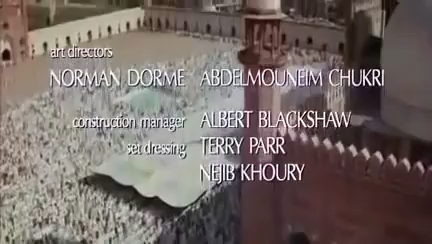 art directors
NORMAN DORME ABDELMOUNEIM CHUKRI
construction manager ALBERT BLACKSHAW
set dressing TERRY PARR
NEJIB KHOURY